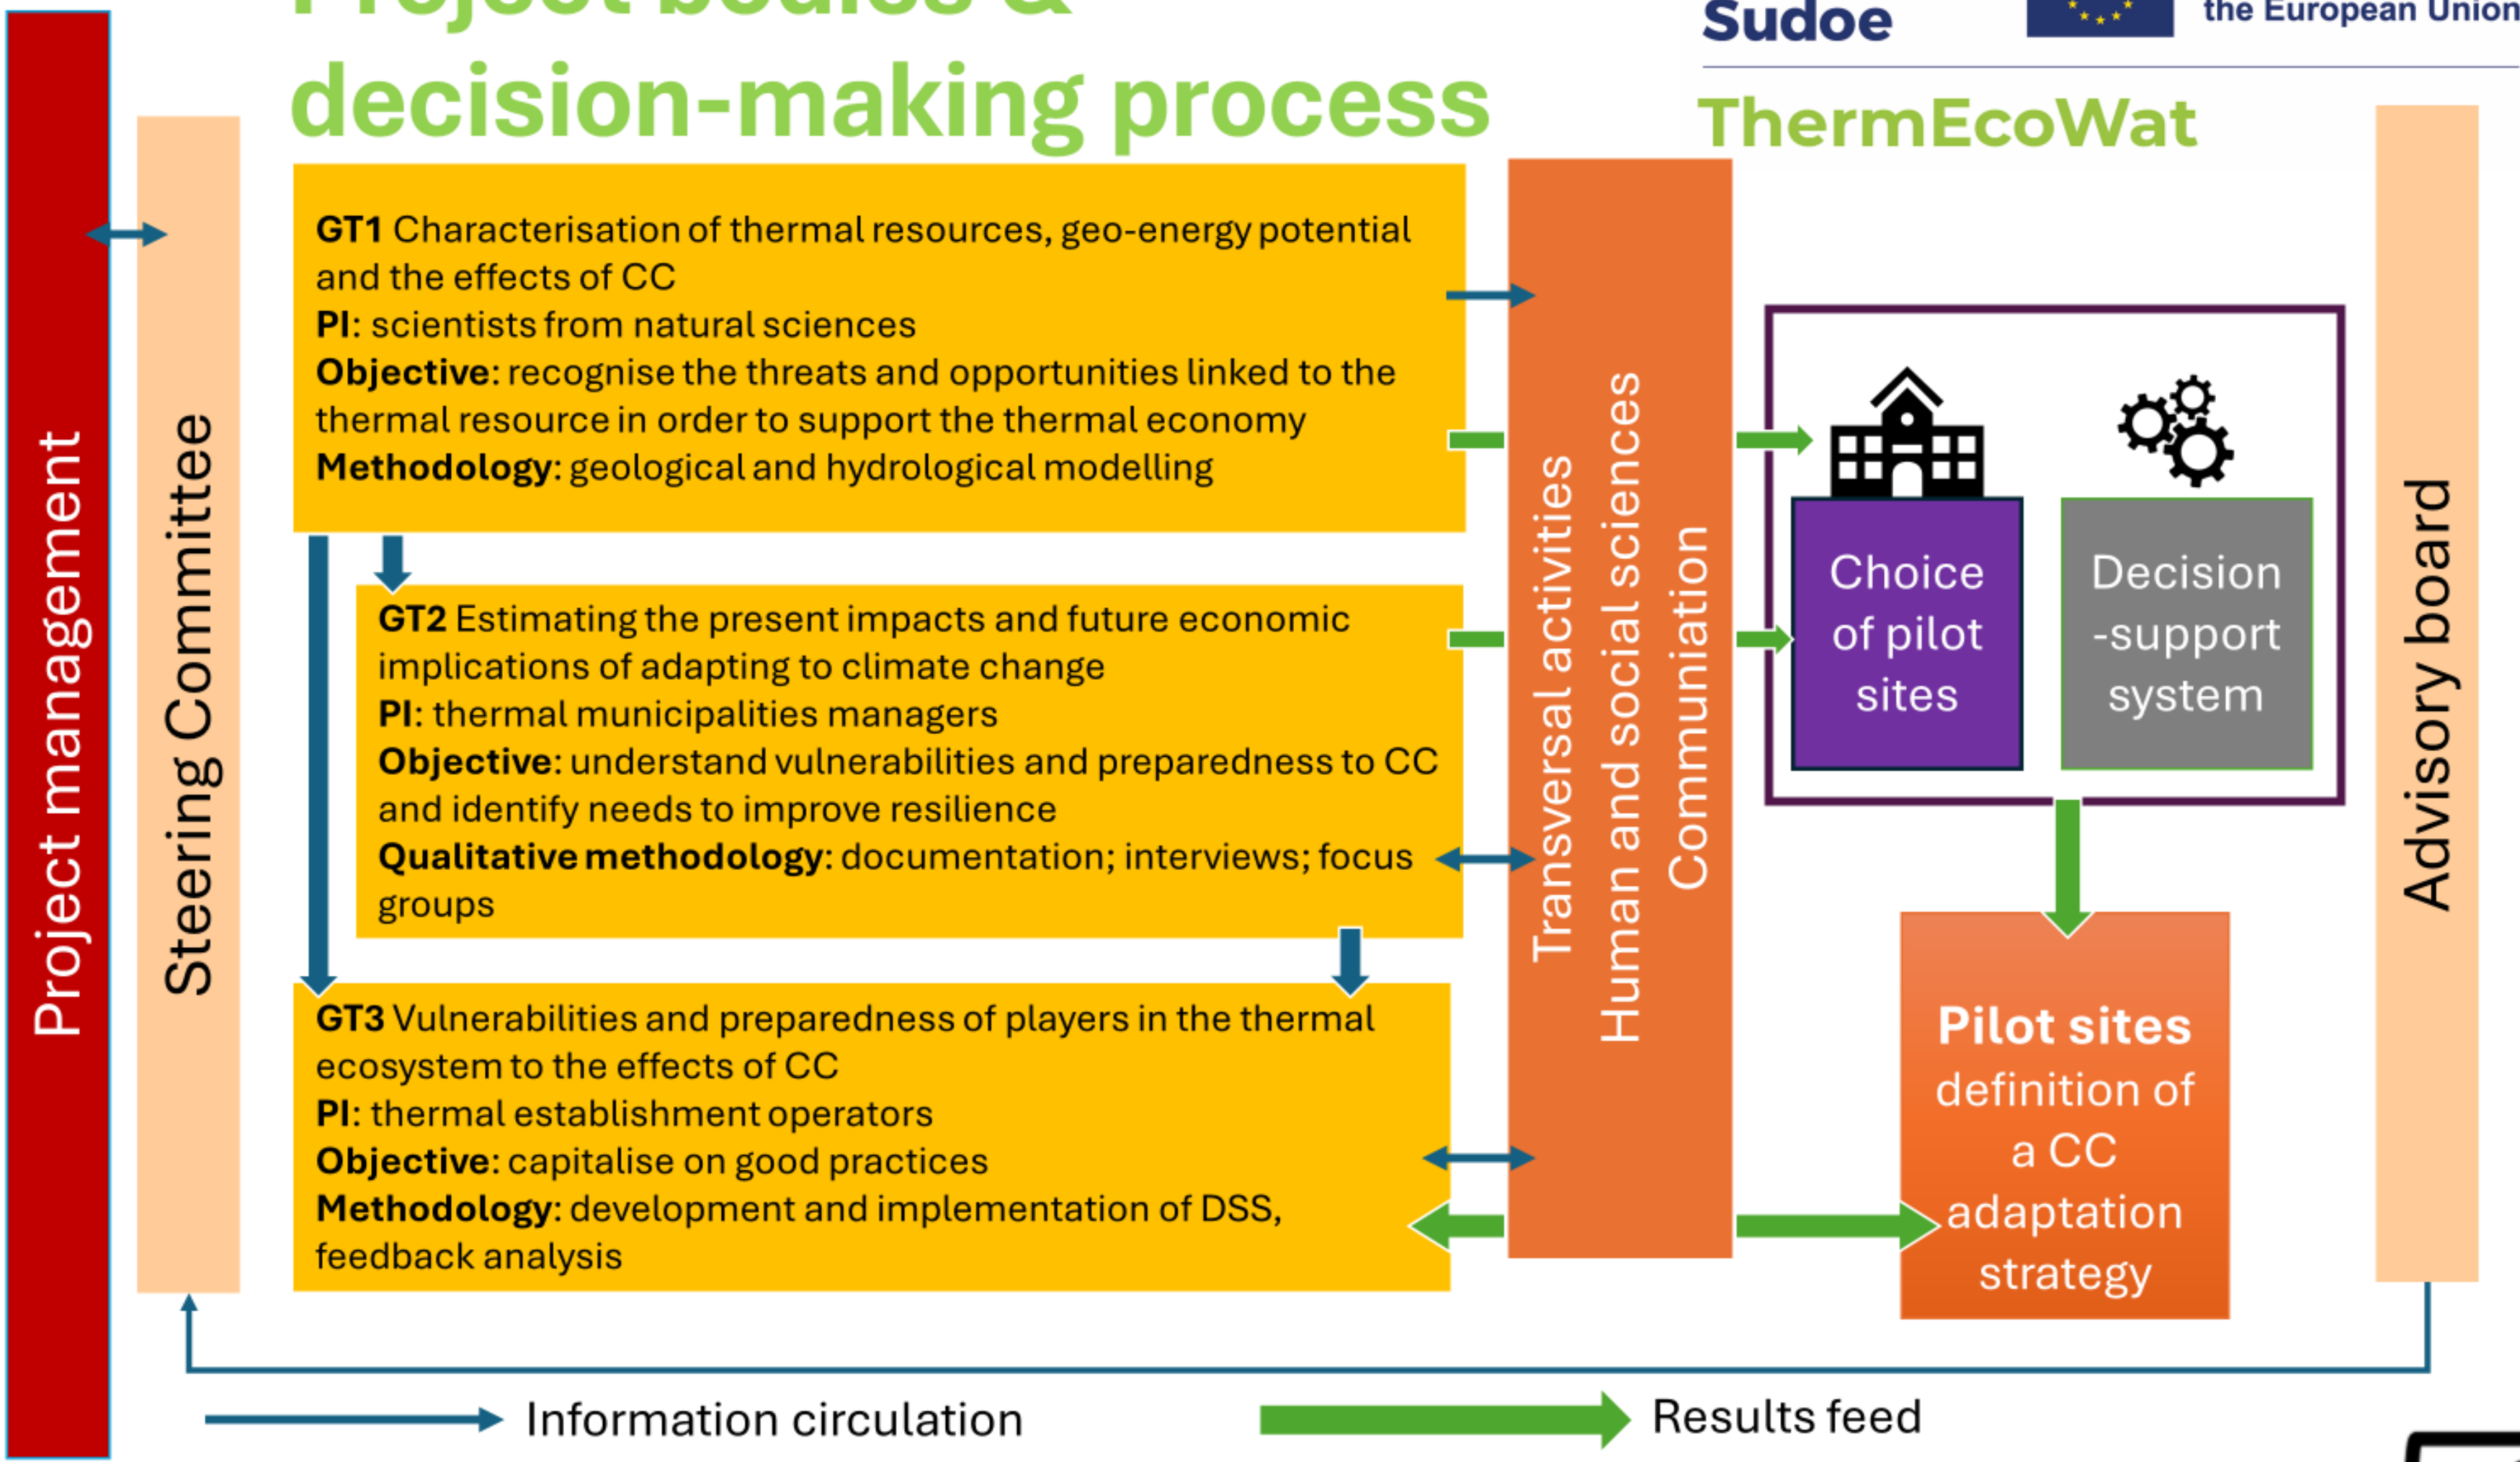 Project bodies &
decision-making process
Sudoe
the European Union
ThermEcoWat
Project management
Steering Committee
GT1 Characterisation of thermal resources, geo-energy potential
and the effects of CC
PI: scientists from natural sciences
Objective: recognise the threats and opportunities linked to the
thermal resource in order to support the thermal economy
Methodology: geological and hydrological modelling
GT2 Estimating the present impacts and future economic
implications of adapting to climate change
PI: thermal municipalities managers
Objective: understand vulnerabilities and preparedness to CC
and identify needs to improve resilience
Qualitative methodology: documentation; interviews; focus
groups
GT3 Vulnerabilities and preparedness of players in the thermal
ecosystem to the effects of CC
PI: thermal establishment operators
Objective: capitalise on good practices
Methodology: development and implementation of DSS,
feedback analysis
Transversal activities
Human and social sciences
Communiation
Choice
of pilot
sites
Decision
-support
system
Pilot sites
definition of
a CC
adaptation
strategy
Advisory board
Information circulation
Results feed